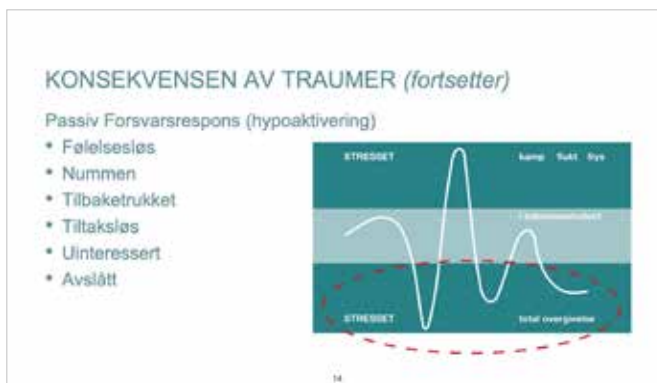 KONSEKVENSEN AV TRAUMER (fortsetter)
Passiv Forsvarsrespons (hypoaktivering)
• Følelsesløs
• Nummen
• Tilbaketrukket
• Tiltaksløs
• Uinteressert
• Avslått
STRESSET kamp flukt frys
STRESSET total overgivelse
14